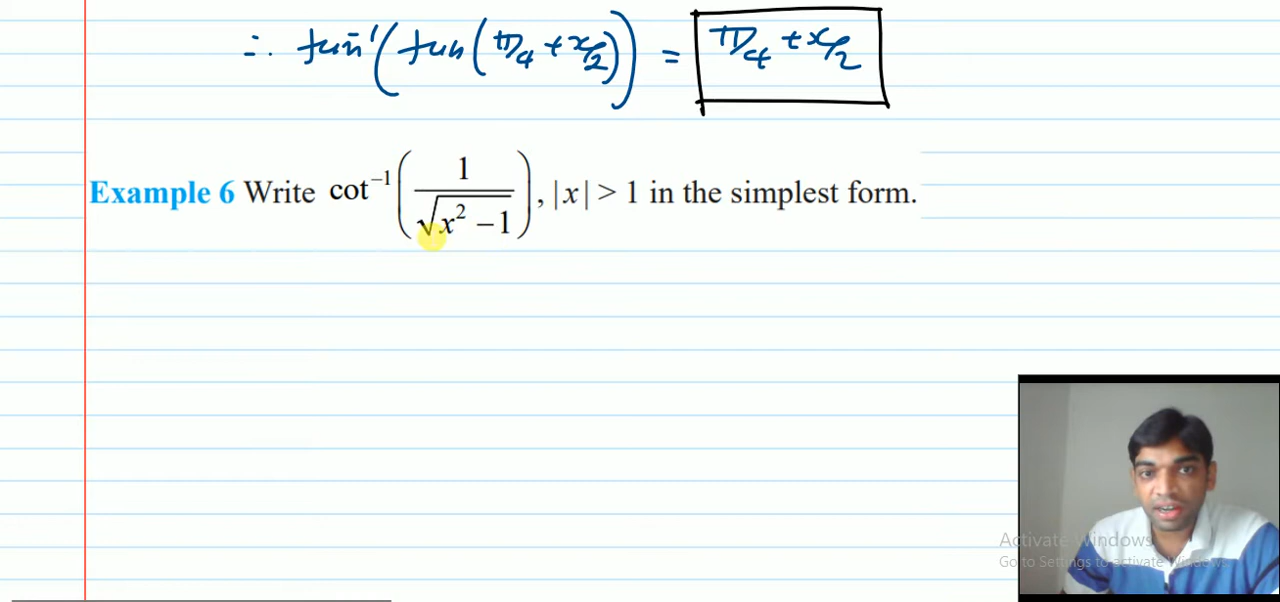 ∴ tan⁻¹(tan(π/4 + x/2)) = π/4 + x/2
Example 6 Write cot⁻¹(1/√(x² − 1)), |x| > 1 in the simplest form.
Activate Windows
Go to Settings to activate Windows.